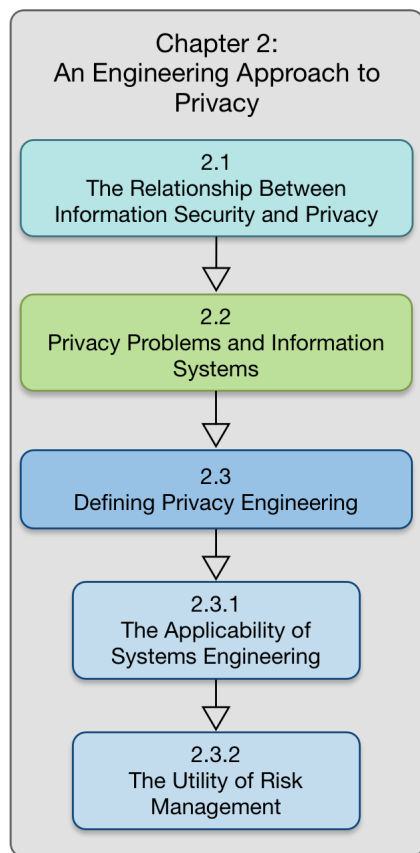 Chapter 2:
An Engineering Approach to
Privacy
2.1
The Relationship Between
Information Security and Privacy
2.2
Privacy Problems and Information
Systems
2.3
Defining Privacy Engineering
2.3.1
The Applicability of
Systems Engineering
2.3.2
The Utility of Risk
Management